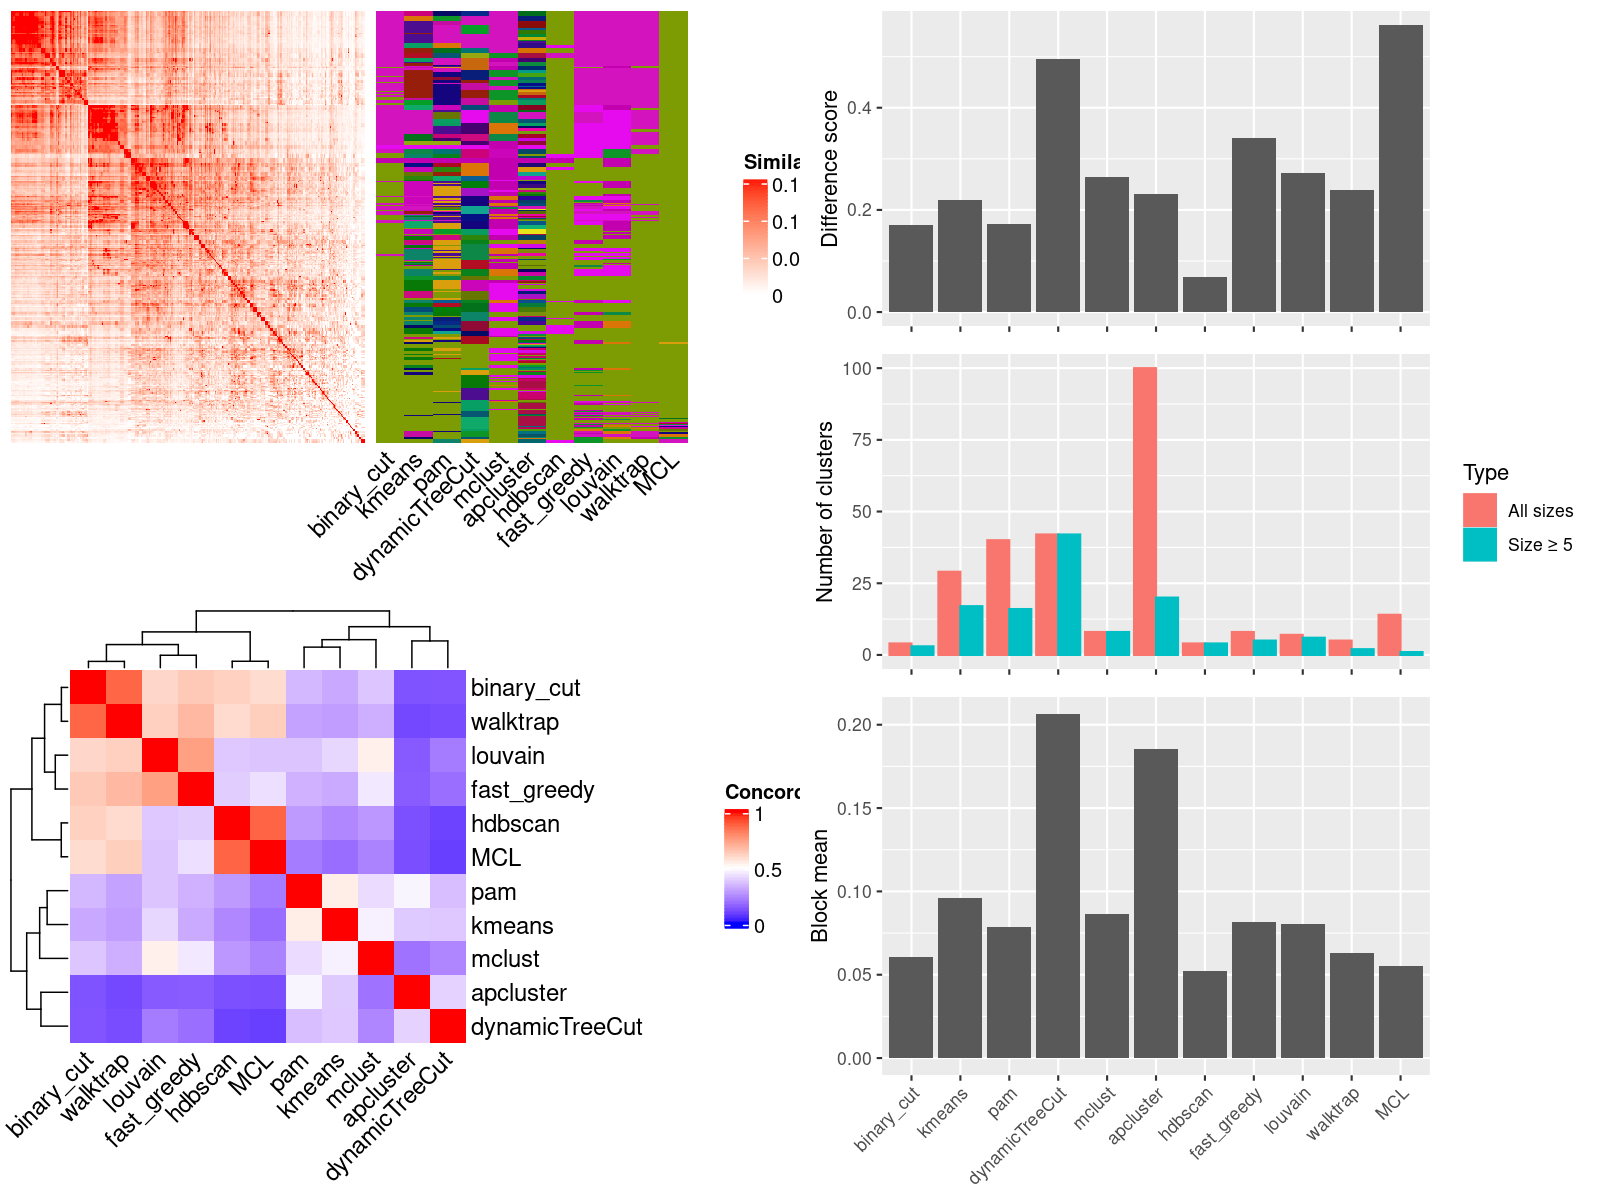 Simila
0.1
0.1
0.0
0
binary_cut
kmeans
pam
dynamicTreeCut
mclust
apcluster
hdbscan
fast_greedy
louvain
walktrap
MCL
binary_cut
walktrap
louvain
fast_greedy
hdbscan
MCL
pam
kmeans
mclust
apcluster
dynamicTreeCut
Concord
1
0.5
0
binary_cut
walktrap
louvain
fast_greedy
hdbscan
MCL
pam
kmeans
mclust
apcluster
dynamicTreeCut
Difference score
0.4
0.2
0.0
Number of clusters
100
75
50
25
0
Type
All sizes
Size ≥ 5
Block mean
0.20
0.15
0.10
0.05
0.00
binary_cut
kmeans
pam
dynamicTreeCut
mclust
apcluster
hdbscan
fast_greedy
louvain
walktrap
MCL